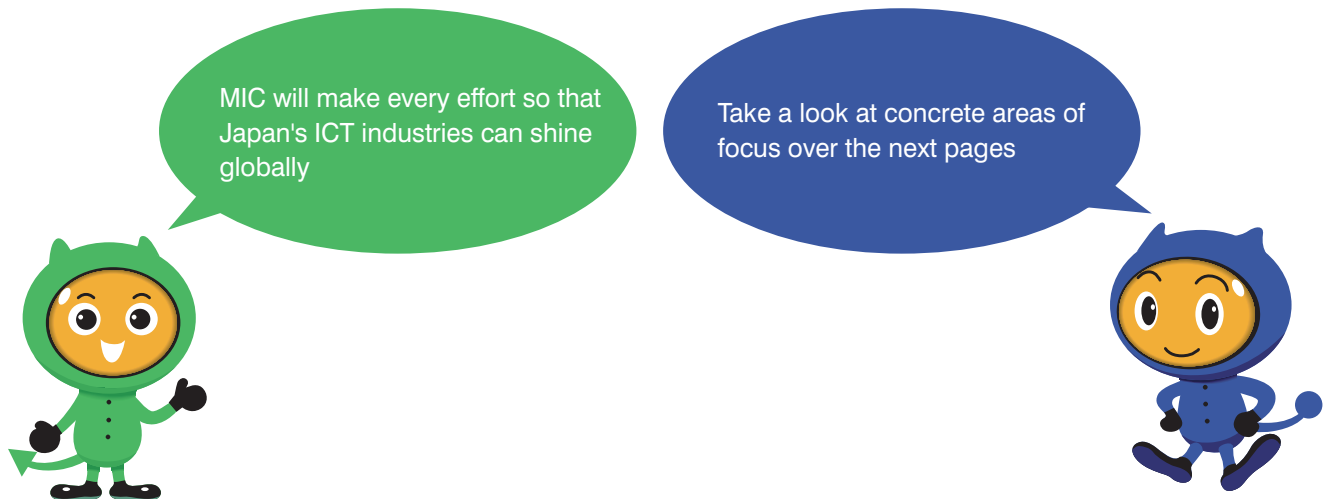 MIC will make every effort so that
Japan's ICT industries can shine
globally
Take a look at concrete areas of
focus over the next pages